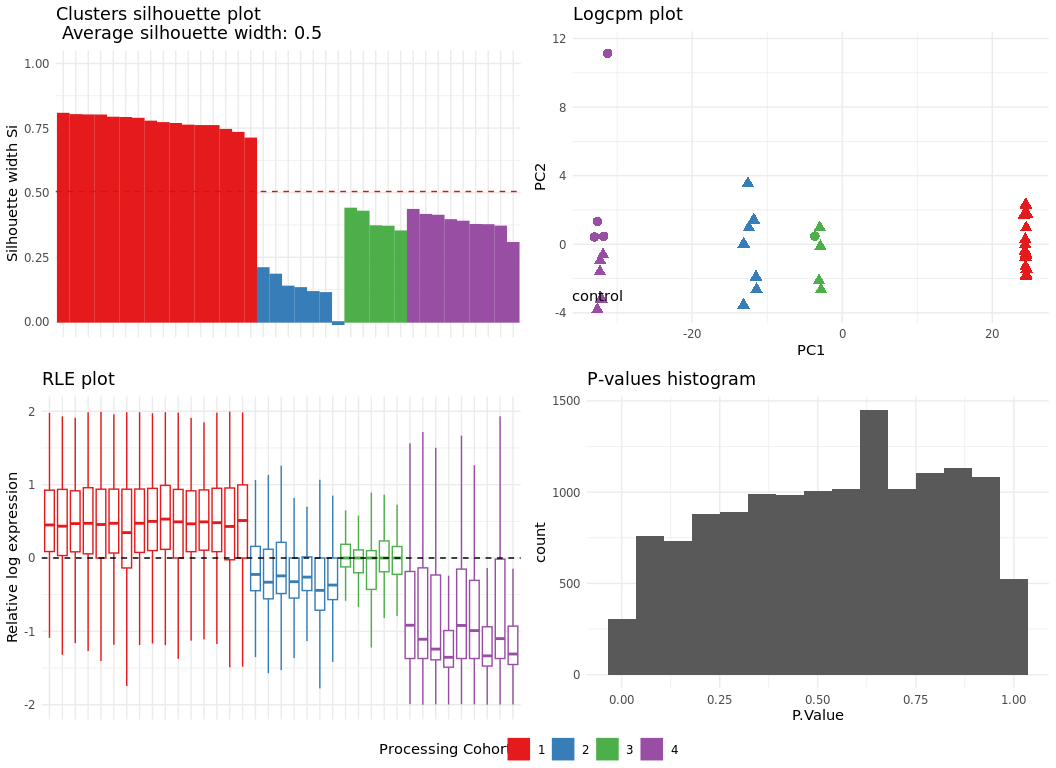 Clusters silhouette plot
Average silhouette width: 0.5
Silhouette width Si
1.00
0.75
0.50
0.25
0.00
Logcpm plot
PC2
12
8
4
0
-4
control
-20
0
20
PC1
RLE plot
Relative log expression
2
1
0
-1
-2
P-values histogram
count
1500
1000
500
0
0.00
0.25
0.50
0.75
1.00
P.Value
Processing Cohort
1
2
3
4